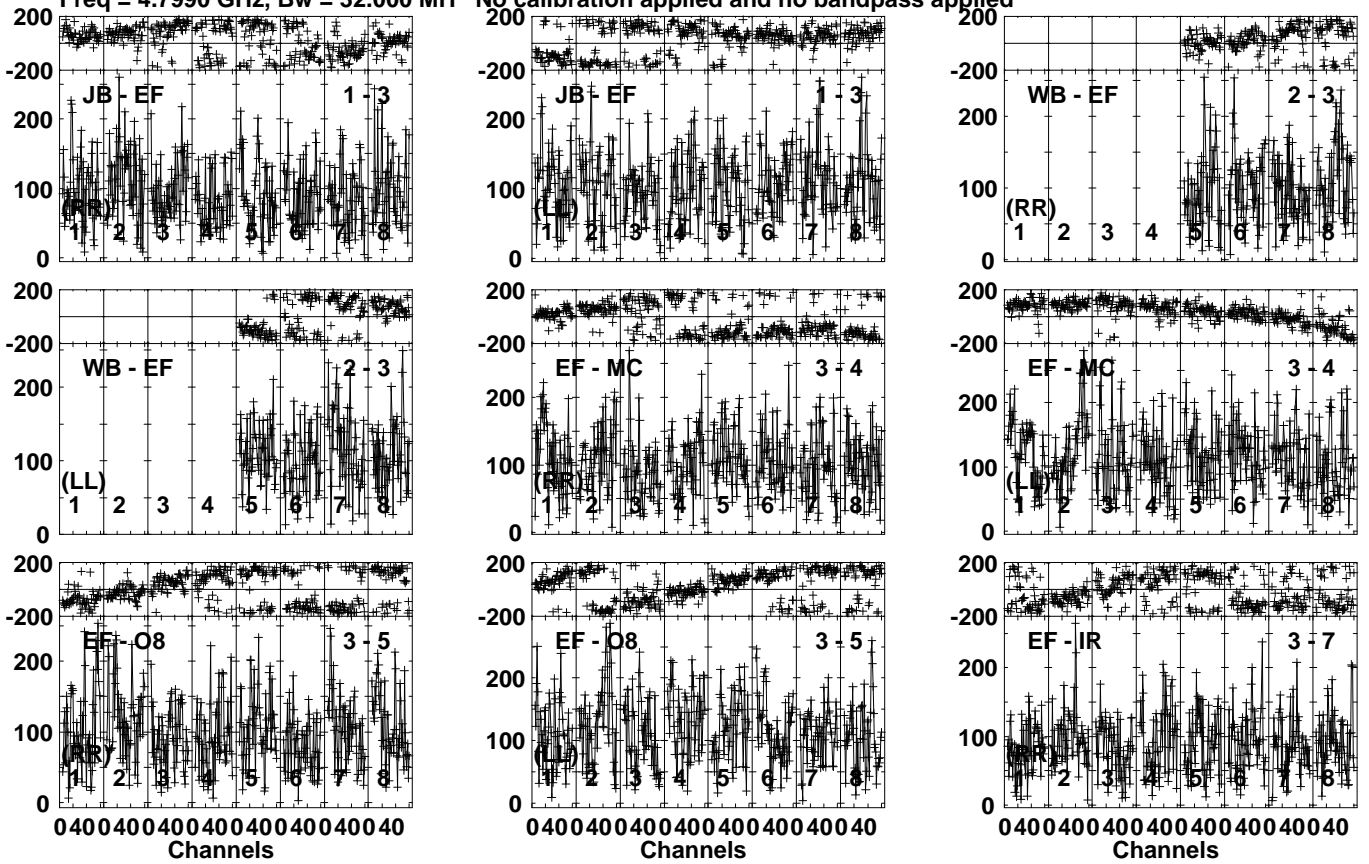 Freq = 4.7990 GHz, Bw = 32.000 MH No calibration applied and no bandpass applied
200 200 200
-200 -200 -200
JB - EF 1 - 3 JB - EF 1 - 3 WB - EF 2 - 3
200 200 200
100 100 100
(RR) (LL) (RR)
1 2 3 4 5 6 7 8 1 2 3 4 5 6 7 8 1 2 3 4 5 6 7 8
0 0 0
200 200 200
-200 -200 -200
WB - EF 2 - 3 EF - MC 3 - 4 EF - MC 3 - 4
200 200 200
100 100 100
(LL) (RR) (LL)
1 2 3 4 5 6 7 8 1 2 3 4 5 6 7 8 1 2 3 4 5 6 7 8
0 0 0
200 200 200
-200 -200 -200
EF - O8 3 - 5 EF - O8 3 - 5 EF - IR 3 - 7
200 200 200
100 100 100
(RR) (LL) (RR)
1 2 3 4 5 6 7 8 1 2 3 4 5 6 7 8 1 2 3 4 5 6 7 8
0 0 0
0 40 0 40 0 40 0 40 0 40 0 40 0 40 0 40 0 40 0 40 0 40 0 40 0 40 0 40 0 40 0 40 0 40 0 40 0 40 0 40 0 40 0 40 0 40 0 40
Channels Channels Channels